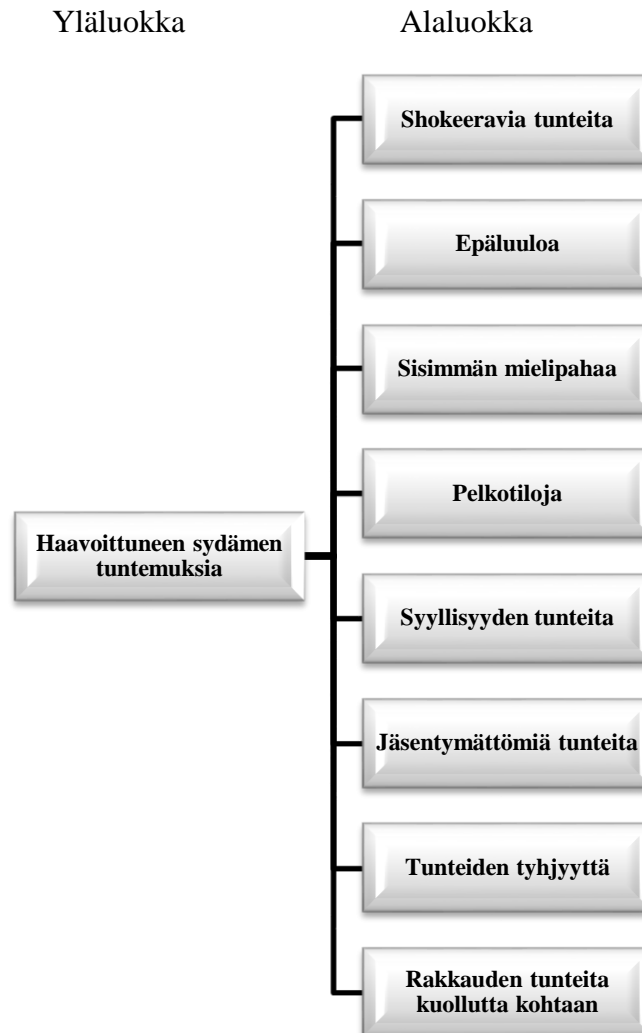 Yläluokka
Alaluokka
Shokeeravia tunteita
Epäluuloa
Sisimmän mielipahaa
Pelkotiloja
Haavoittuneen sydämen
tuntemuksia
Syyllisyyden tunteita
Jäsentymättömiä tunteita
Tunteiden tyhjyyttä
Rakkauden tunteita
kuollutta kohtaan